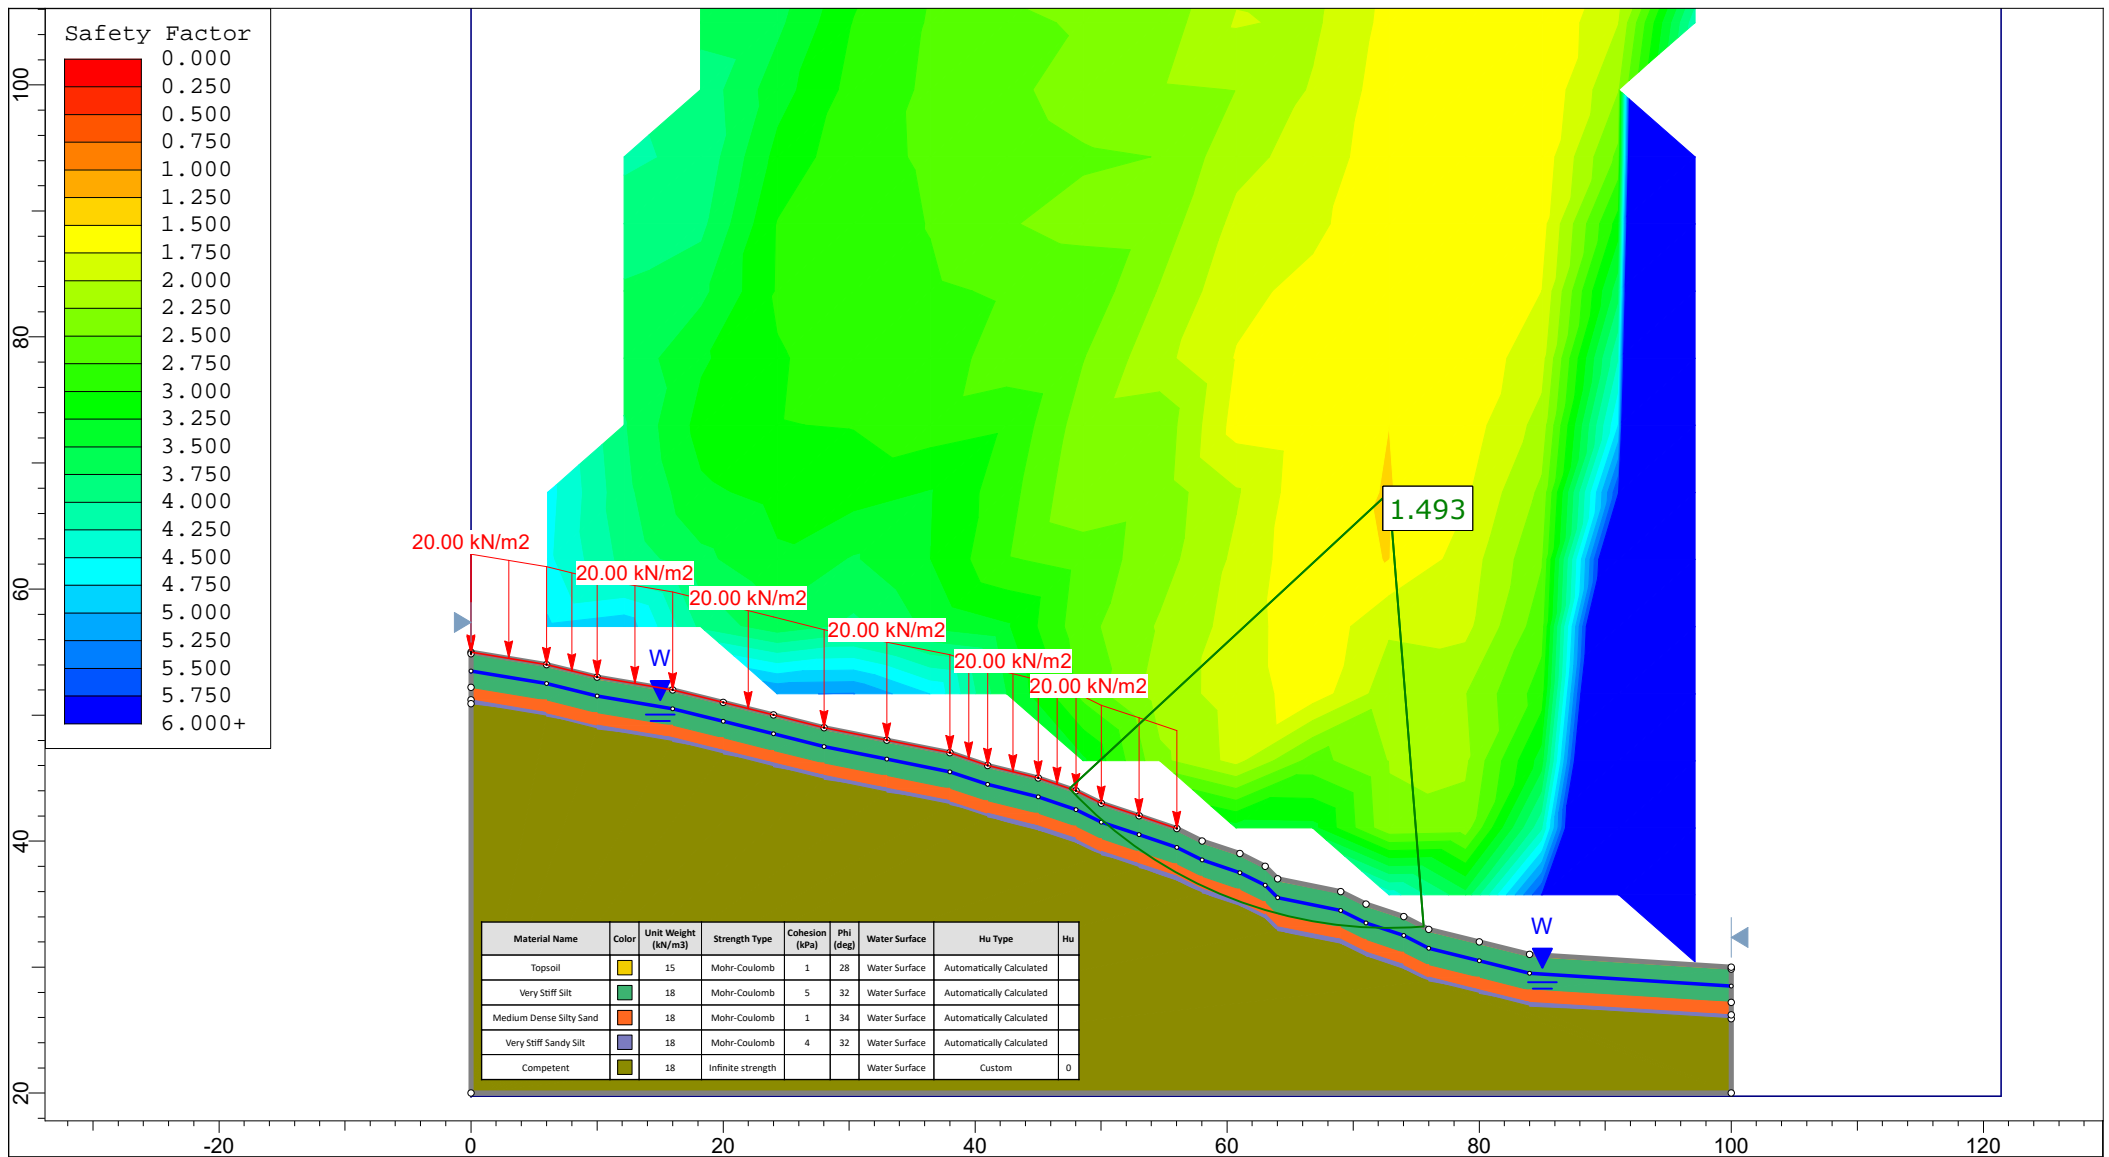 Safety Factor
0.000
0.250
0.500
0.750
1.000
1.250
1.500
1.750
2.000
2.250
2.500
2.750
3.000
3.250
3.500
3.750
4.000
4.250
4.500
4.750
5.000
5.250
5.500
5.750
6.000+
100
80
60
40
20
1.493
20.00 kN/m2
20.00 kN/m2
20.00 kN/m2
20.00 kN/m2
20.00 kN/m2
20.00 kN/m2
W
W
Material Name Color Unit Weight (kN/m3) Strength Type Cohesion (kPa) Phi (deg) Water Surface Hu Type Hu
Topsoil 15 Mohr-Coulomb 1 28 Water Surface Automatically Calculated
Very Stiff Silt 18 Mohr-Coulomb 5 32 Water Surface Automatically Calculated
Medium Dense Silty Sand 18 Mohr-Coulomb 1 34 Water Surface Automatically Calculated
Very Stiff Sandy Silt 18 Mohr-Coulomb 4 32 Water Surface Automatically Calculated
Competent 18 Infinite strength Water Surface Custom 0
-20 0 20 40 60 80 100 120